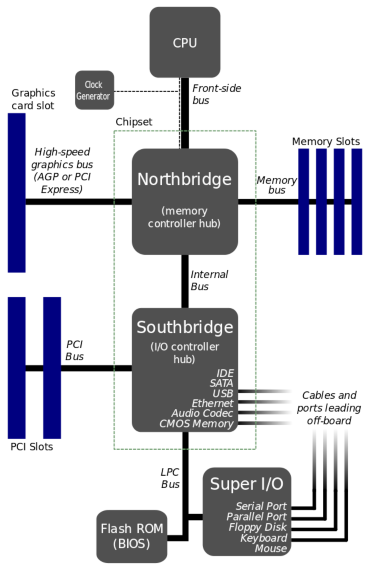 CPU
Clock
Generator
Front-side
bus
Graphics
card slot
Chipset
High-speed
graphics bus
(AGP or PCI
Express)
Northbridge
(memory
controller hub)
Memory
bus
Memory Slots
Internal
Bus
Southbridge
(I/O controller
hub)
PCI
Bus
IDE
SATA
USB
Ethernet
Audio Codec
CMOS Memory
Cables and
ports leading
off-board
PCI Slots
LPC
Bus
Super I/O
Serial Port
Parallel Port
Floppy Disk
Keyboard
Mouse
Flash ROM
(BIOS)